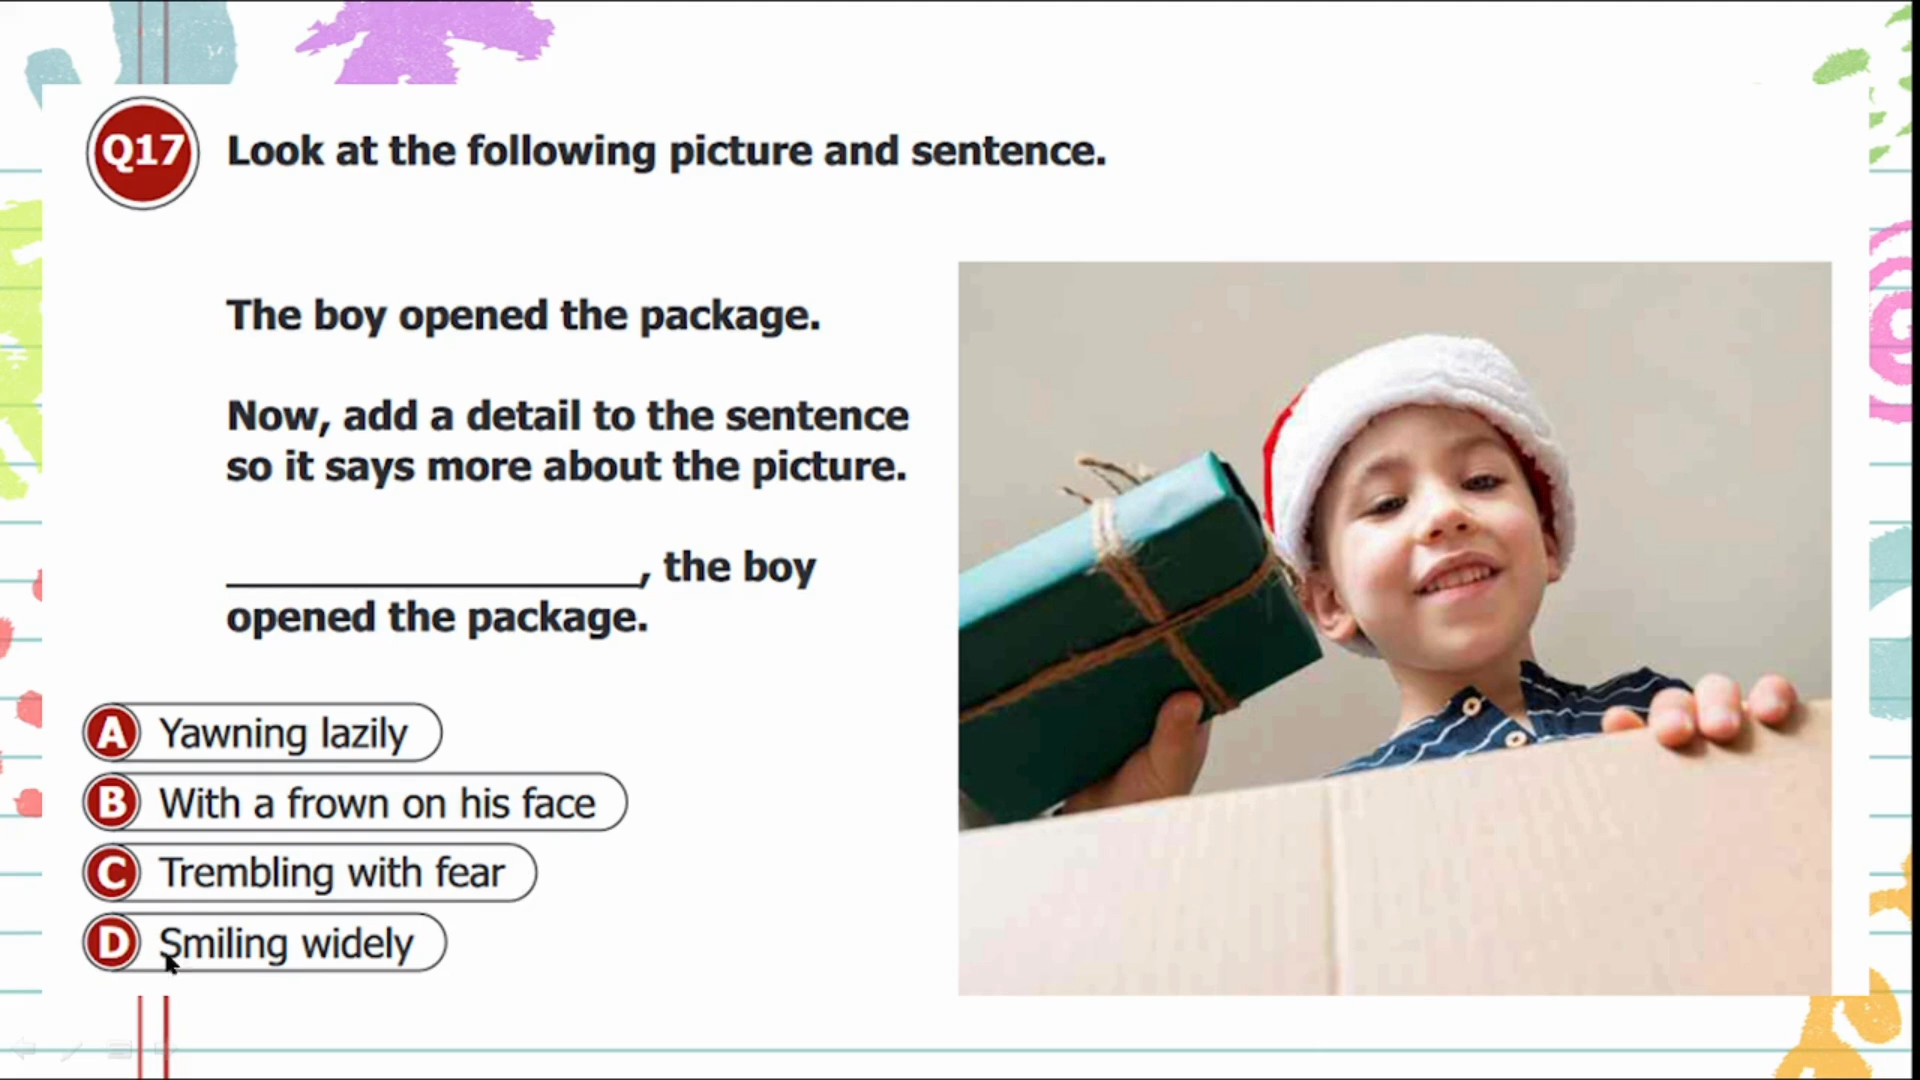 Q17 Look at the following picture and sentence.
The boy opened the package.
Now, add a detail to the sentence
so it says more about the picture.
____________________, the boy
opened the package.
A Yawning lazily
B With a frown on his face
C Trembling with fear
D Smiling widely